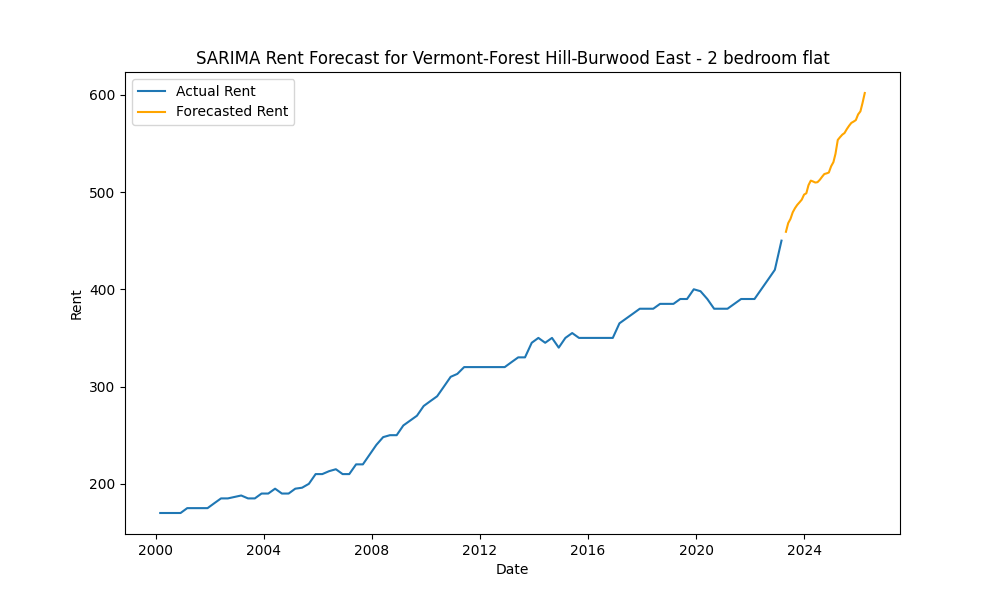 SARIMA Rent Forecast for Vermont-Forest Hill-Burwood East - 2 bedroom flat
Actual Rent
Forecasted Rent
600
500
400
300
200
Rent
2000 2004 2008 2012 2016 2020 2024
Date